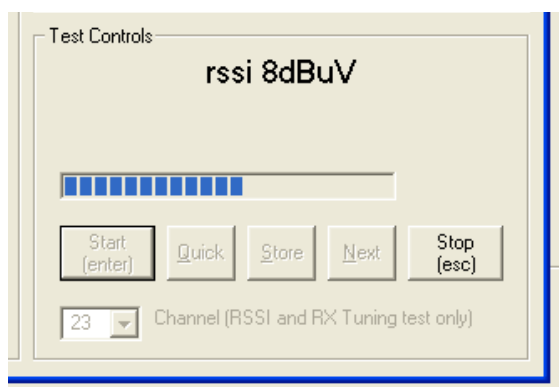 Test Controls
rssi 8dBuV
Start
(enter)
Quick
Store
Next
Stop
(esc)
23
Channel (RSSI and RX Tuning test only)